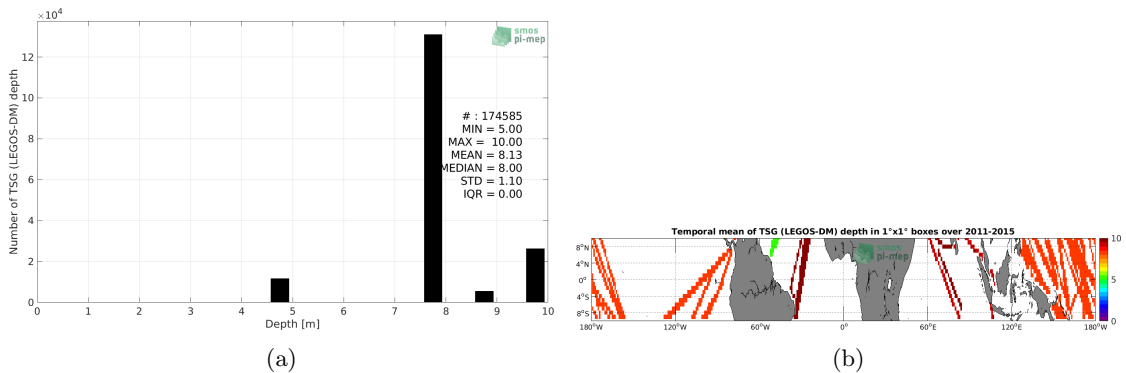 ×10⁴
smos
pi-mep
12
10
8
6
4
2
0
Number of TSG (LEGOS-DM) depth
# : 174585
MIN = 5.00
MAX = 10.00
MEAN = 8.13
MEDIAN = 8.00
STD = 1.10
IQR = 0.00
0 1 2 3 4 5 6 7 8 9 10
Depth [m]
(a)
Temporal mean of TSG (LEGOS-DM) depth in 1°x1° boxes over 2011-2015
smos
pi-mep
8°N
4°N
0°
4°S
8°S
180°W 120°W 60°W 0° 60°E 120°E 180°W
10
5
0
(b)